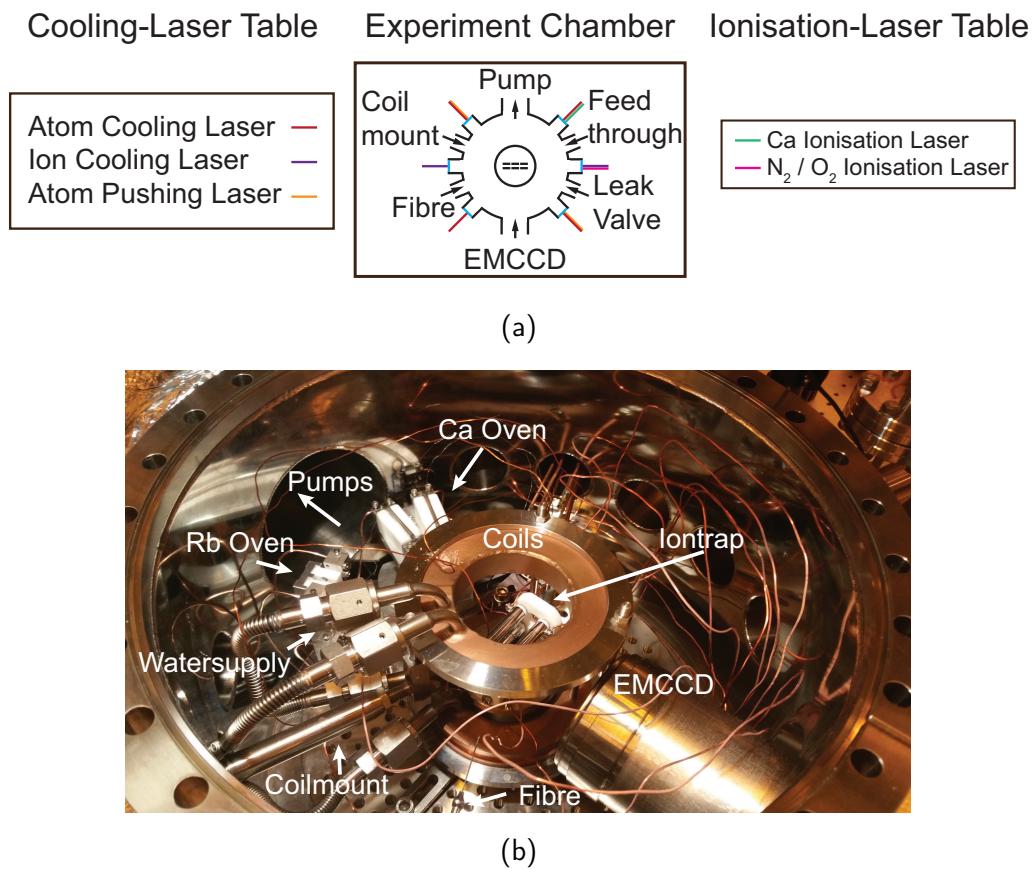 Cooling-Laser Table
Experiment Chamber
Ionisation-Laser Table
Atom Cooling Laser
Ion Cooling Laser
Atom Pushing Laser
Pump
Coil
mount
Feed
through
Fibre
Leak
Valve
EMCCD
Ca Ionisation Laser
N₂ / O₂ Ionisation Laser
(a)
Ca Oven
Pumps
Rb Oven
Coils
Iontrap
Watersupply
EMCCD
Coilmount
Fibre
(b)